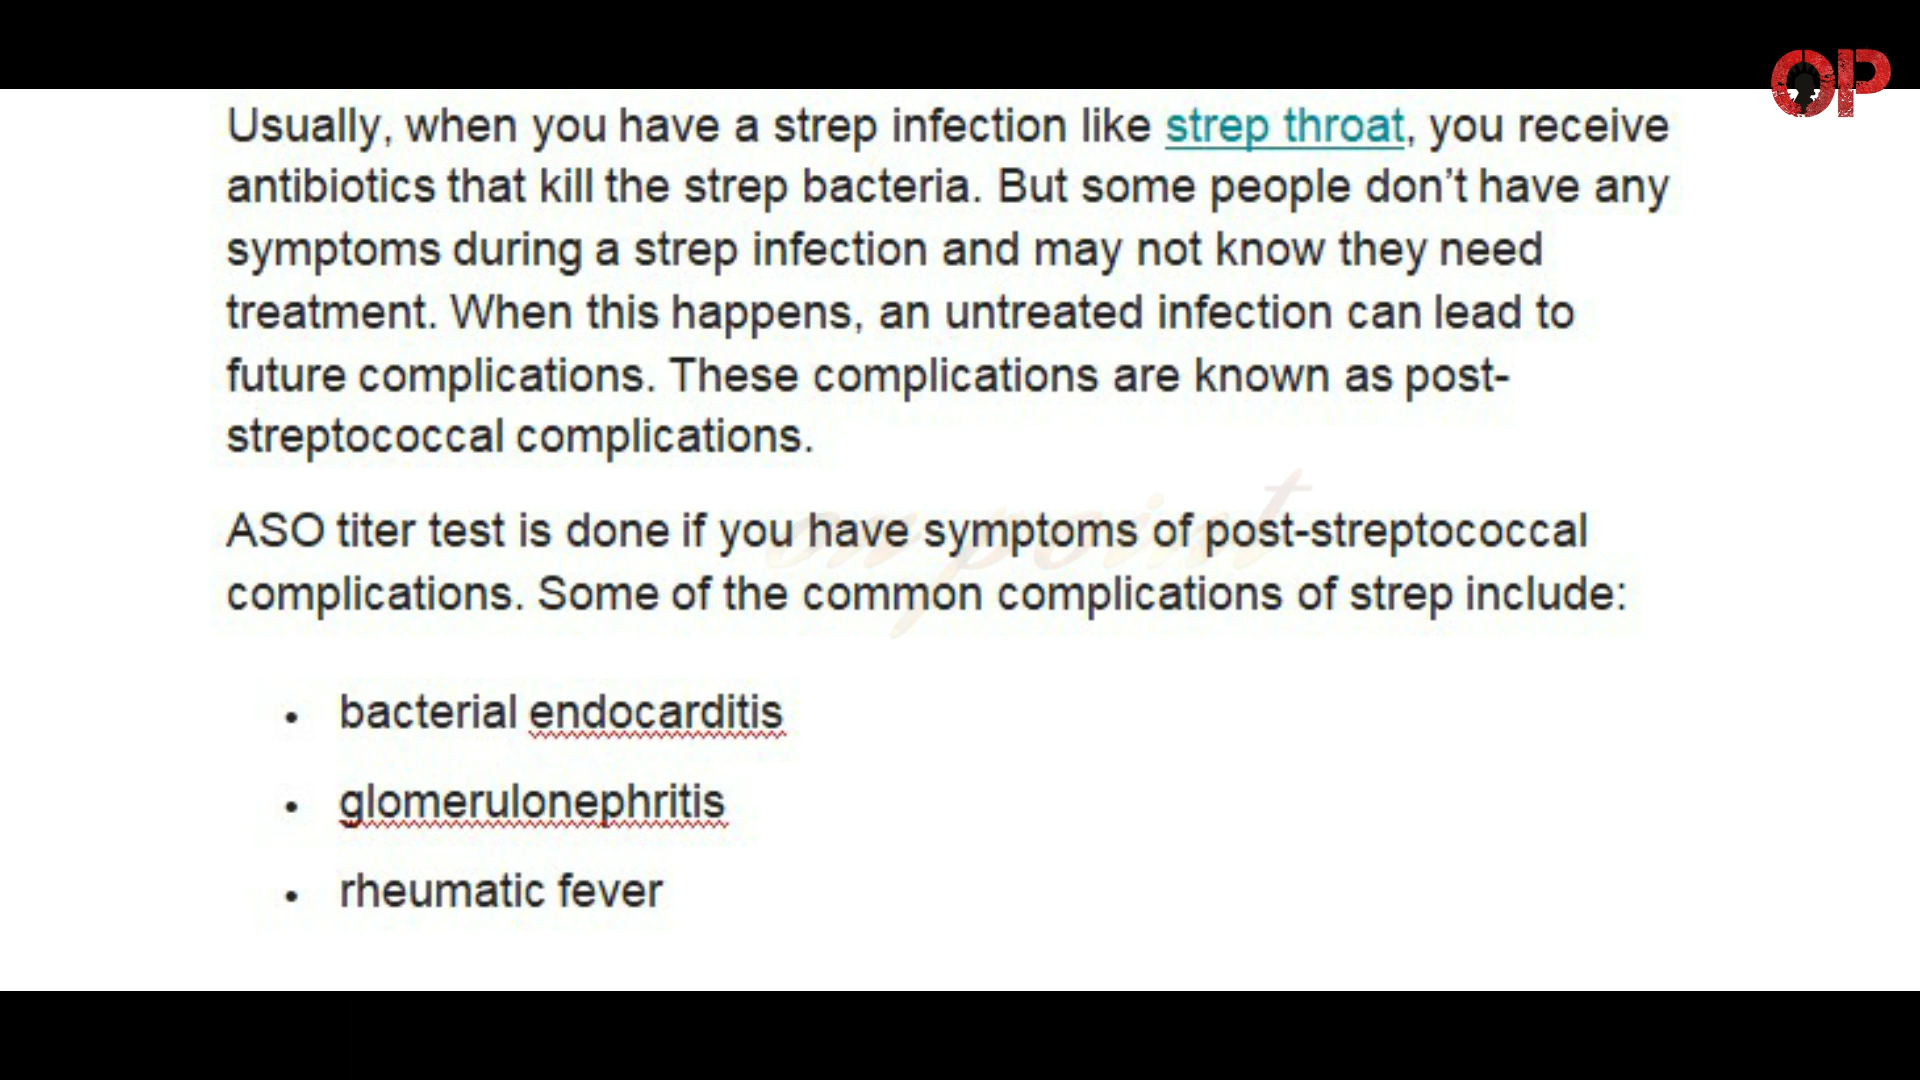 OP
Usually, when you have a strep infection like strep throat, you receive
antibiotics that kill the strep bacteria. But some people don’t have any
symptoms during a strep infection and may not know they need
treatment. When this happens, an untreated infection can lead to
future complications. These complications are known as post-
streptococcal complications.
on point
ASO titer test is done if you have symptoms of post-streptococcal
complications. Some of the common complications of strep include:
• bacterial endocarditis
• glomerulonephritis
• rheumatic fever